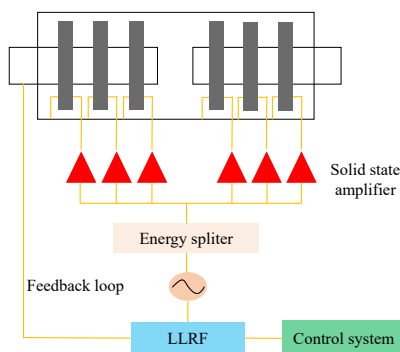 Solid state
amplifier
Energy spliter
Feedback loop
LLRF
Control system